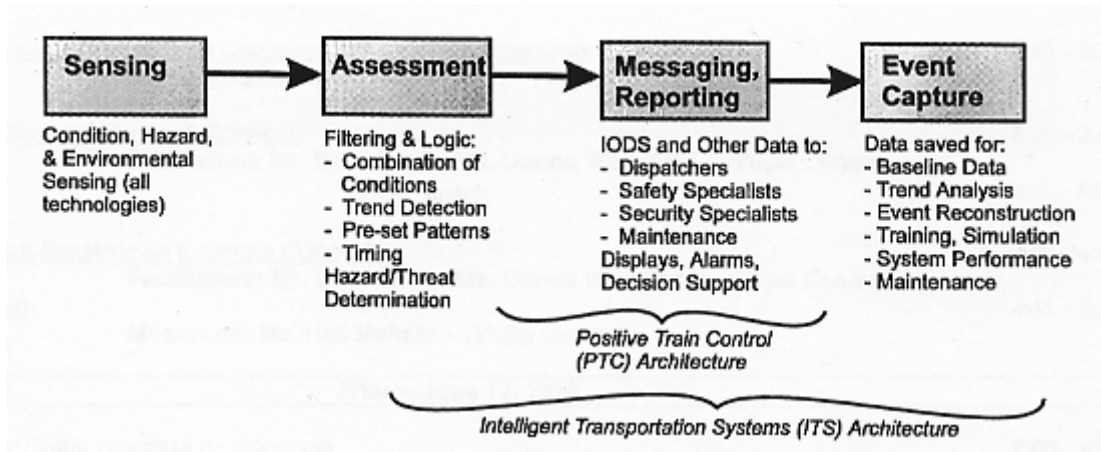 Sensing
Condition, Hazard,
& Environmental
Sensing (all
technologies)
Assessment
Filtering & Logic:
- Combination of
Conditions
- Trend Detection
- Pre-set Patterns
- Timing
Hazard/Threat
Determination
Messaging,
Reporting
IODS and Other Data to:
- Dispatchers
- Safety Specialists
- Security Specialists
- Maintenance
Displays, Alarms,
Decision Support
Event
Capture
Data saved for:
- Baseline Data
- Trend Analysis
- Event Reconstruction
- Training, Simulation
- System Performance
- Maintenance
Positive Train Control
(PTC) Architecture
Intelligent Transportation Systems (ITS) Architecture